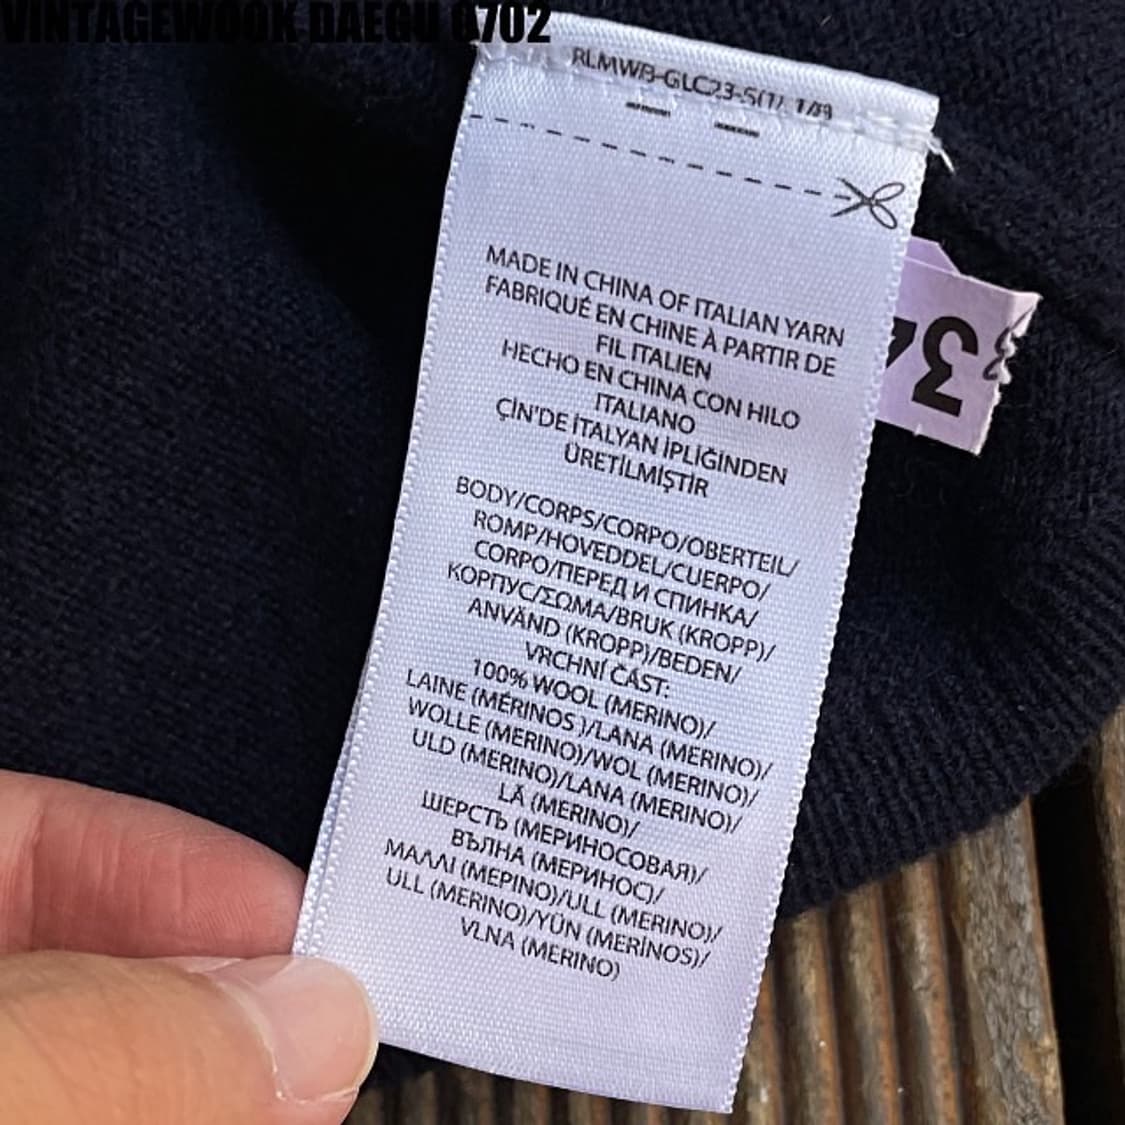 VINTAGEWOOK DAEGU 0702
RLMWB-GLC23-S(1/ 1/8)
MADE IN CHINA OF ITALIAN YARN
FABRIQUÉ EN CHINE À PARTIR DE
FIL ITALIEN
HECHO EN CHINA CON HILO
ITALIANO
ÇİN'DE İTALYAN İPLİĞİNDEN
ÜRETİLMİŞTİR
BODY/CORPS/CORPO/OBERTEIL/
ROMP/HOVEDDEL/CUERPO/
CORPO/ПЕРЕД И СПИНКА/
КОРПУС/ΣΩΜΑ/BRUK (KROPP)/
ANVÄND (KROPP)/BEDEN/
VRCHNÍ ČÁST:
100% WOOL (MERINO)/
LAINE (MÉRINOS )/LANA (MERINO)/
WOLLE (MERINO)/WOL (MERINO)/
ULD (MERINO)/LANA (MERINO)/
LÃ (MERINO)/
ШЕРСТЬ (МЕРИНОСОВАЯ)/
ВЪЛНА (МЕРИНОС)/
ΜΑΛΛΙ (ΜΕΡΙΝΟ)/ULL (MERINO)/
ULL (MERINO)/YÜN (MERİNOS)/
VLNA (MERINO)